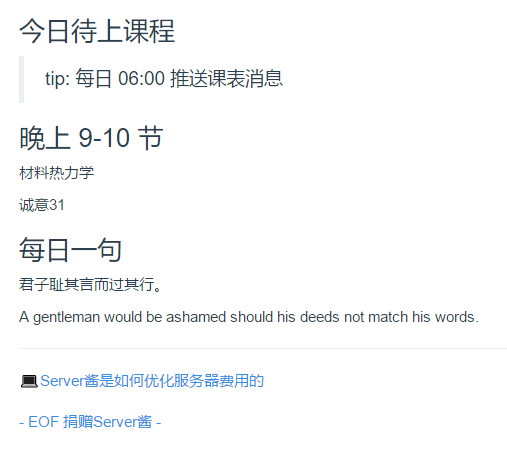 今日待上课程
tip: 每日 06:00 推送课表消息
晚上 9-10 节
材料热力学
诚意31
每日一句
君子耻其言而过其行。
A gentleman would be ashamed should his deeds not match his words.
Server酱是如何优化服务器费用的
- EOF 捐赠Server酱 -